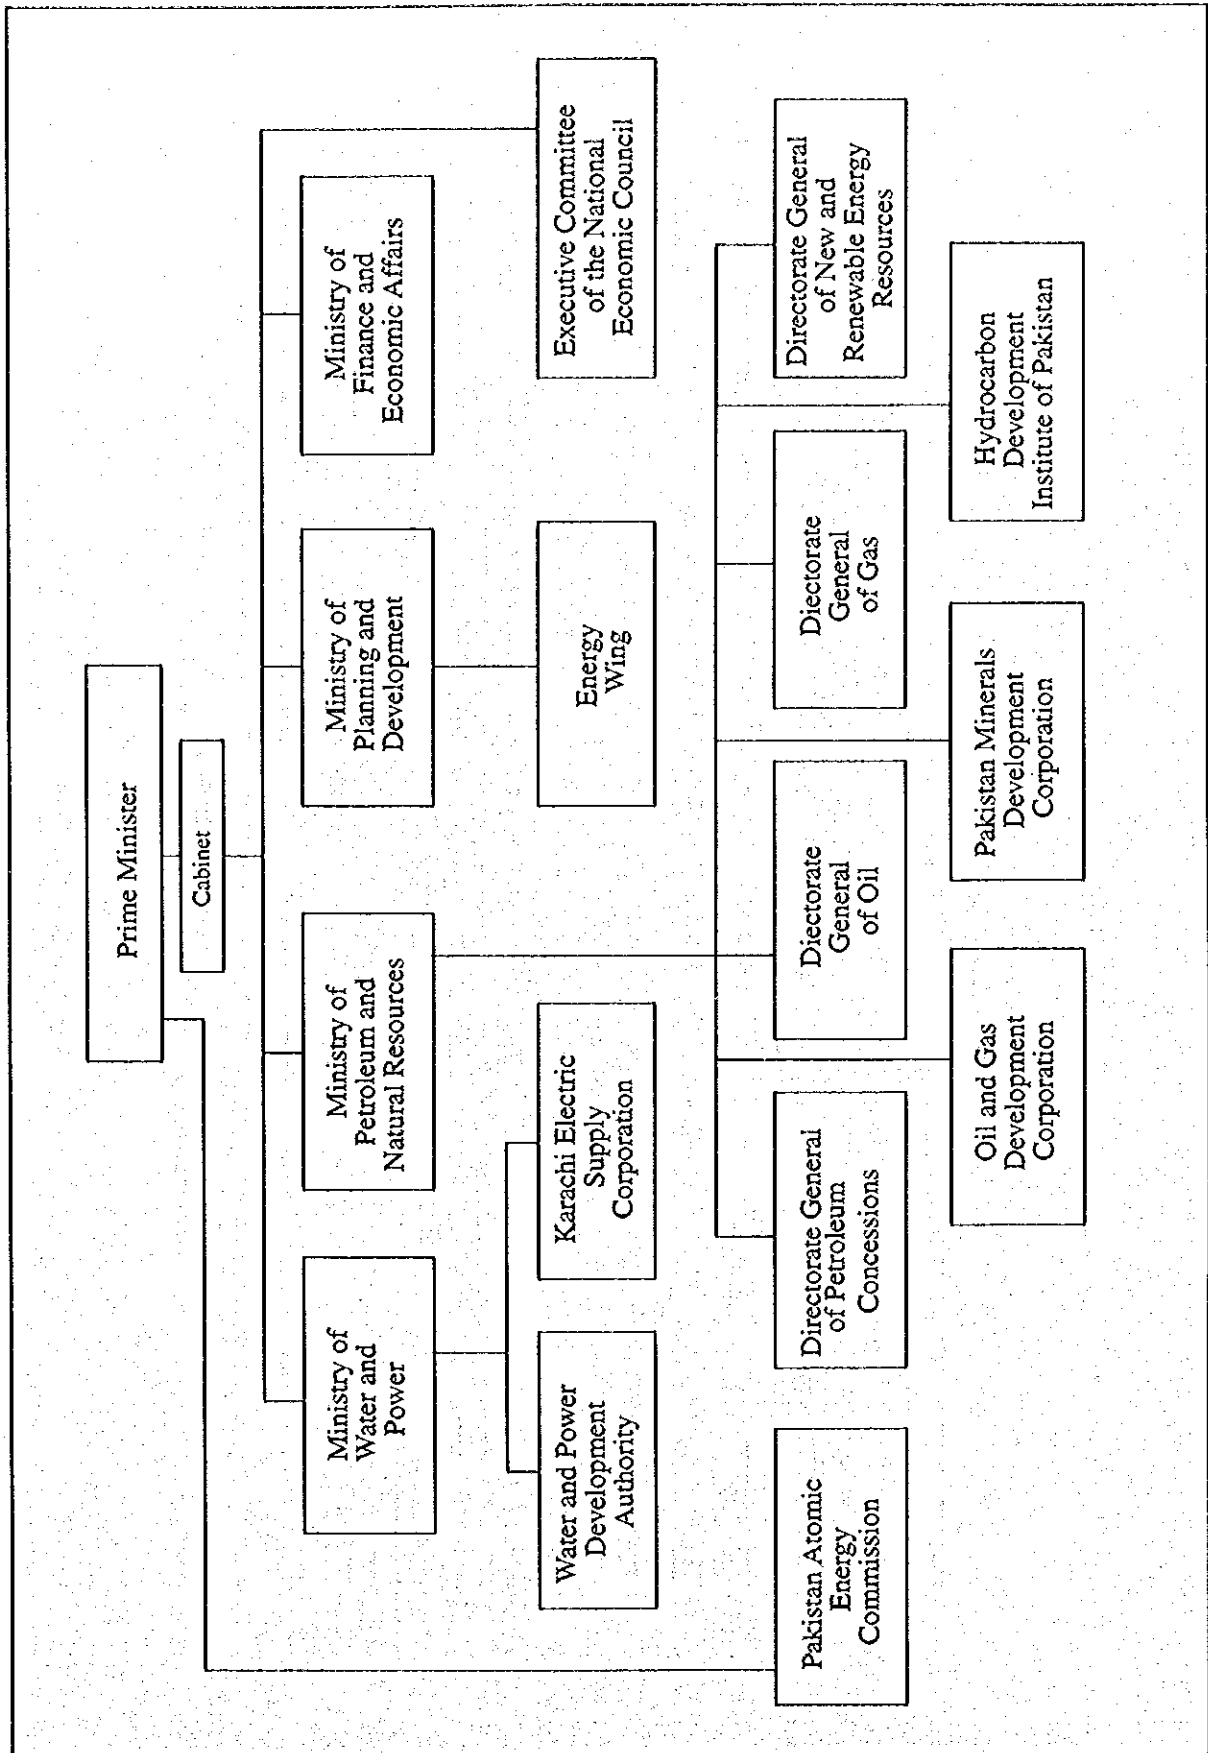 Prime Minister
Cabinet
Ministry of
Water and
Power
Ministry of
Petroleum and
Natural Resources
Ministry of
Planning and
Development
Ministry of
Finance and
Economic Affairs
Water and Power
Development
Authority
Karachi Electric
Supply
Corporation
Energy
Wing
Executive Committee
of the National
Economic Council
Pakistan Atomic
Energy
Commission
Directorate General
of Petroleum
Concessions
Diectorate
General
of Oil
Diectorate
General
of Gas
Directorate General
of New and
Renewable Energy
Resources
Oil and Gas
Development
Corporation
Pakistan Minerals
Development
Corporation
Hydrocarbon
Development
Institute of Pakistan